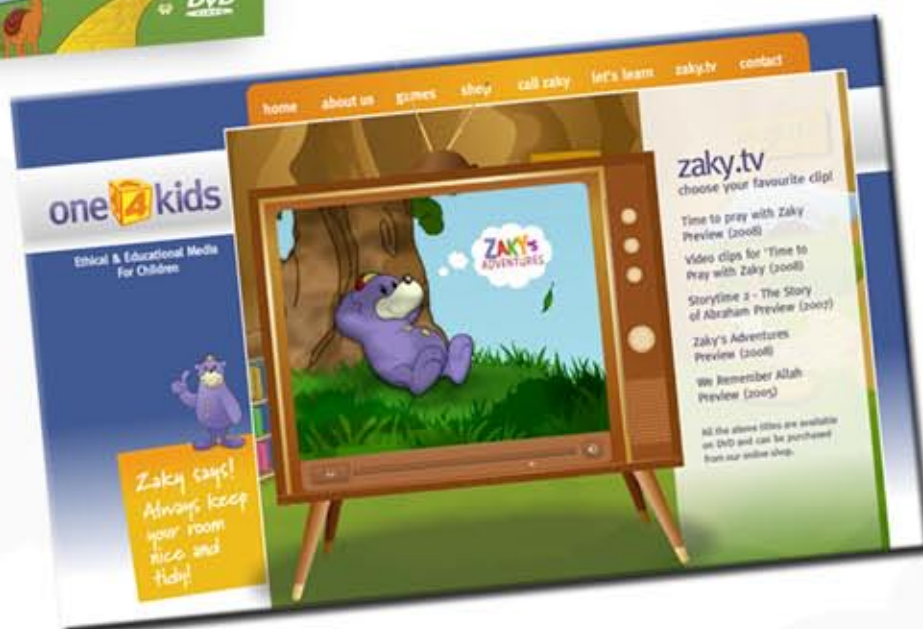 DVD
VIDEO
home about us games shop call zaky let's learn zaky.tv contact
one 4 kids
Ethical & Educational Media
For Children
ZAKY's
ADVENTURES
zaky.tv
choose your favourite clip!
Time to pray with Zaky
Preview (2008)
Video clips for 'Time to
Pray with Zaky (2008)
Storytime 2 - The Story
of Abraham Preview (2007)
Zaky's Adventures
Preview (2008)
We Remember Allah
Preview (2005)
All the above titles are available
on DVD and can be purchased
from our online shop.
Zaky says!
Always keep
your room
nice and
tidy!